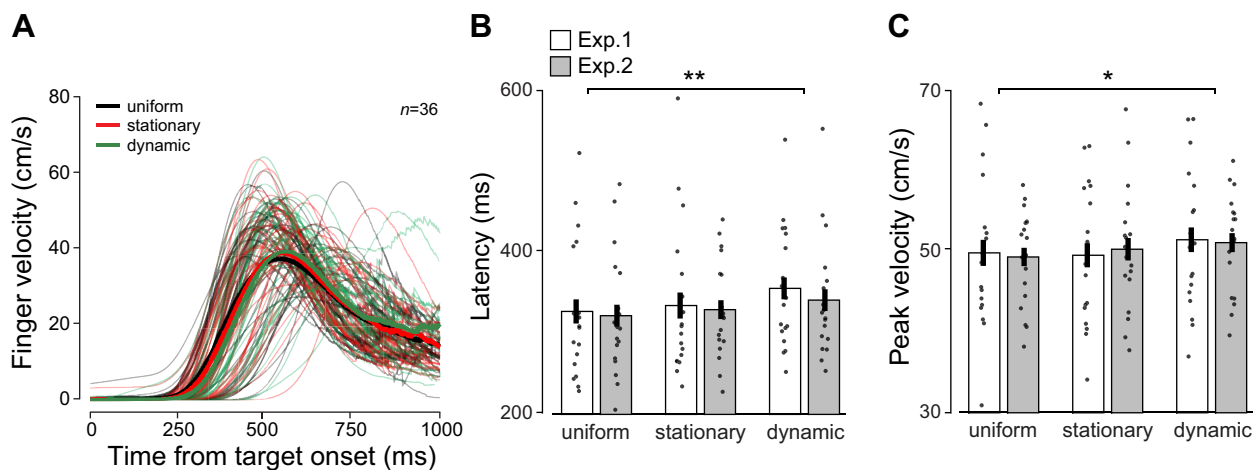 A
Finger velocity (cm/s)
80
60
40
20
0
uniform
stationary
dynamic
n=36
0
250
500
750
1000
Time from target onset (ms)
B
Exp.1
Exp.2
**
Latency (ms)
600
400
200
uniform
stationary
dynamic
C
*
Peak velocity (cm/s)
70
50
30
uniform
stationary
dynamic